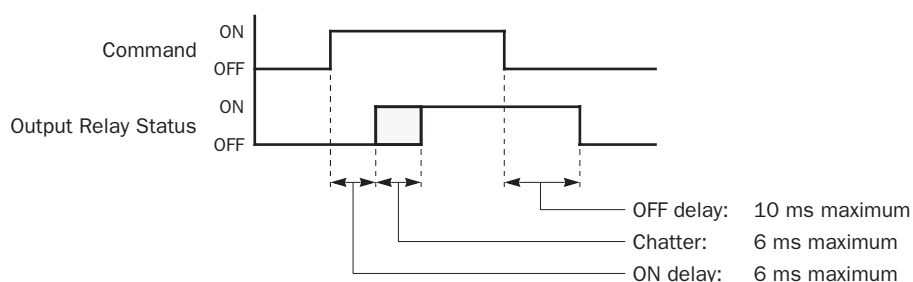 Command
ON
OFF
Output Relay Status
ON
OFF
OFF delay: 10 ms maximum
Chatter: 6 ms maximum
ON delay: 6 ms maximum